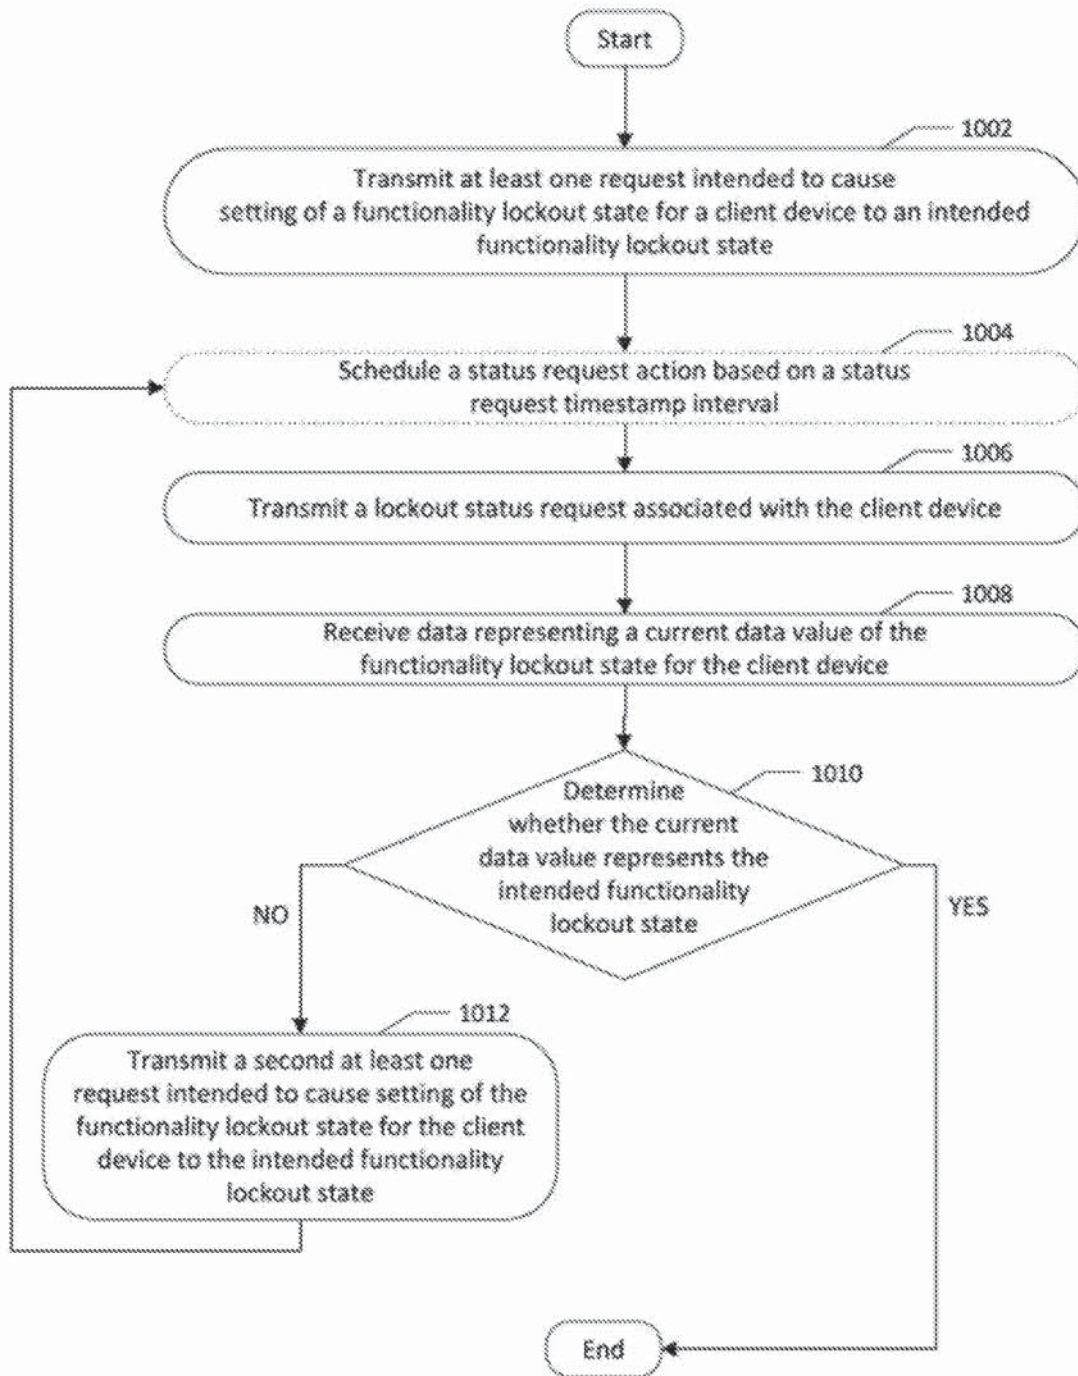 Start
1002
Transmit at least one request intended to cause
setting of a functionality lockout state for a client device to an intended
functionality lockout state
1004
Schedule a status request action based on a status
request timestamp interval
1006
Transmit a lockout status request associated with the client device
1008
Receive data representing a current data value of the
functionality lockout state for the client device
1010
Determine
whether the current
data value represents the
intended functionality
lockout state
NO
YES
1012
Transmit a second at least one
request intended to cause setting of the
functionality lockout state for the client
device to the intended functionality
lockout state
End